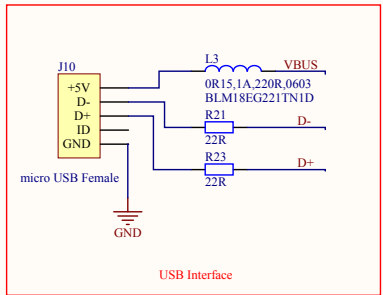 J10
+5V
D-
D+
ID
GND
micro USB Female
GND
L3
VBUS
0R15,1A,220R,0603
BLM18EG221TN1D
R21
D-
22R
R23
D+
22R
USB Interface